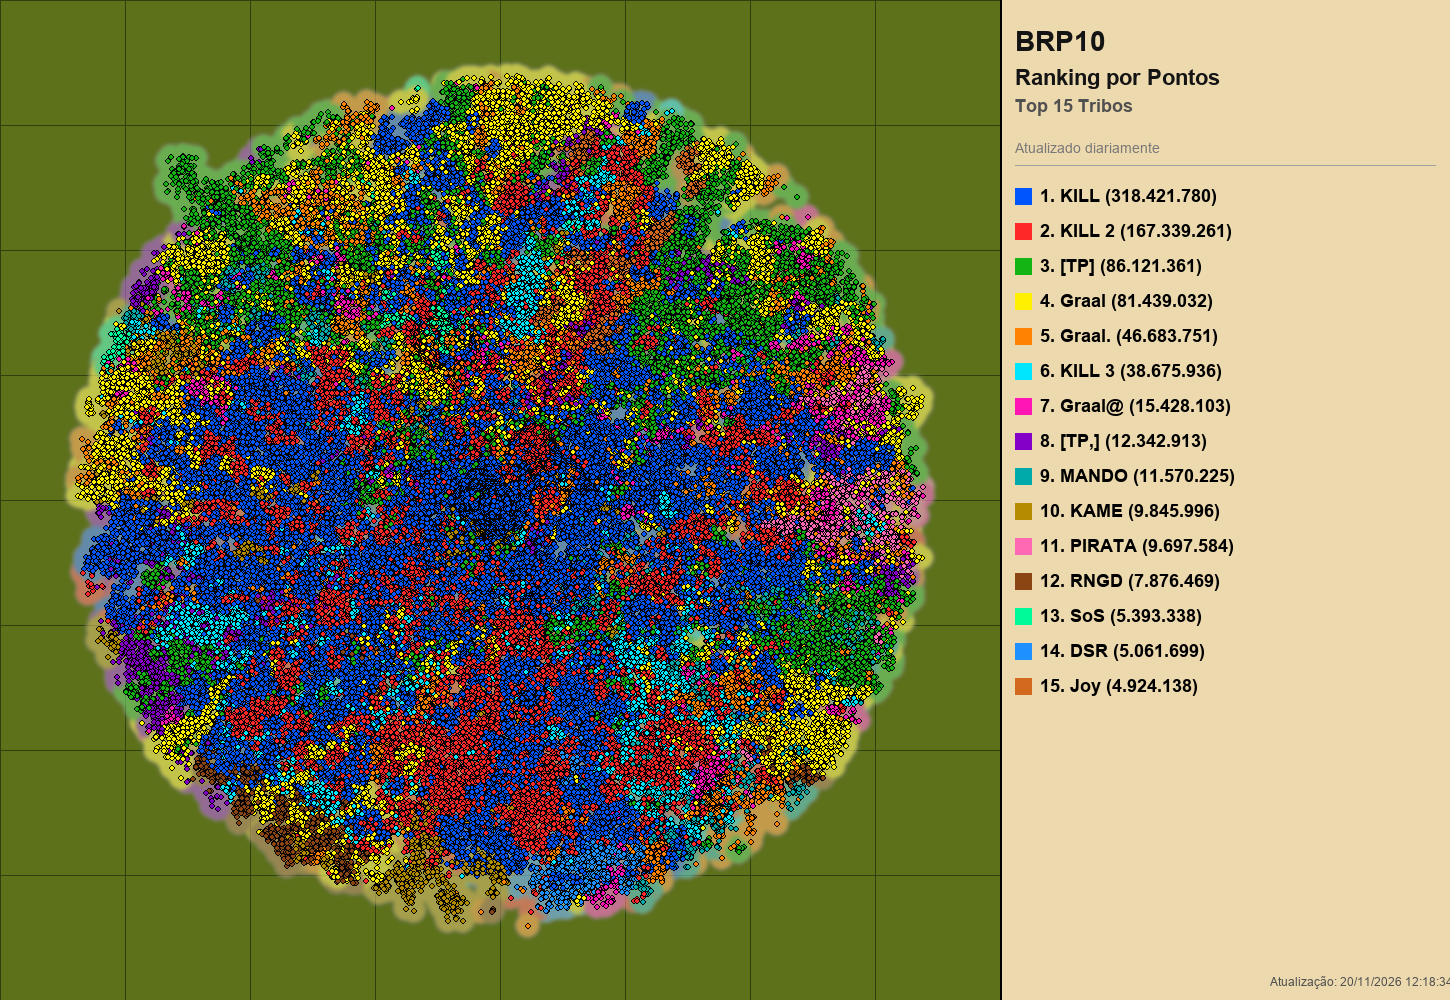 BRP10
Ranking por Pontos
Top 15 Tribos
Atualizado diariamente
1. KILL (318.421.780)
2. KILL 2 (167.339.261)
3. [TP] (86.121.361)
4. Graal (81.439.032)
5. Graal. (46.683.751)
6. KILL 3 (38.675.936)
7. Graal@ (15.428.103)
8. [TP,] (12.342.913)
9. MANDO (11.570.225)
10. KAME (9.845.996)
11. PIRATA (9.697.584)
12. RNGD (7.876.469)
13. SoS (5.393.338)
14. DSR (5.061.699)
15. Joy (4.924.138)
Atualização: 20/11/2026 12:18:34